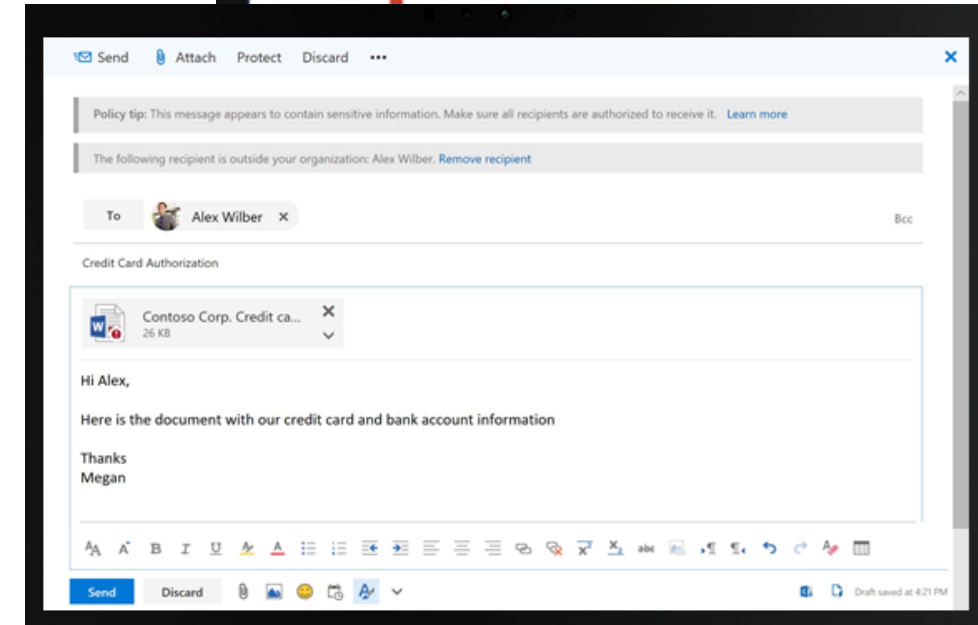 Send Attach Protect Discard •••
Policy tip: This message appears to contain sensitive information. Make sure all recipients are authorized to receive it. Learn more
The following recipient is outside your organization: Alex Wilber. Remove recipient
To Alex Wilber Bcc
Credit Card Authorization
Contoso Corp. Credit ca...
26 KB
Hi Alex,
Here is the document with our credit card and bank account information
Thanks
Megan
Send Discard Draft saved at 4:21 PM